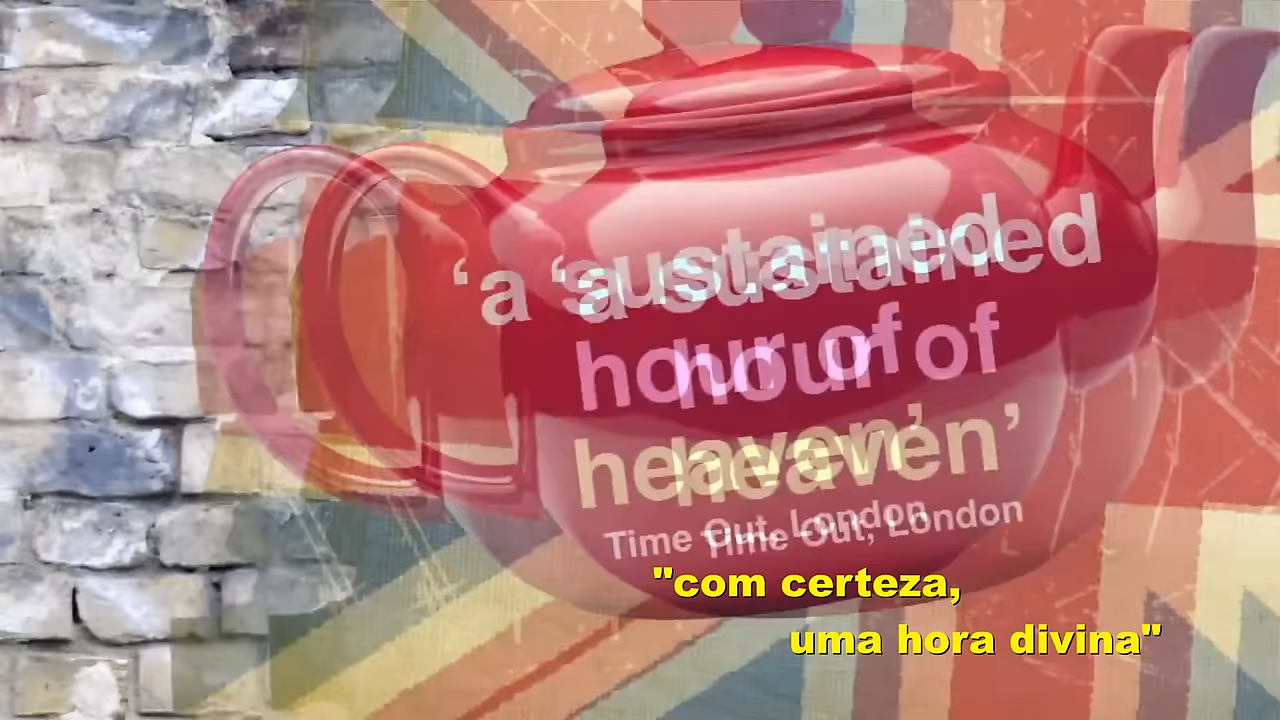 'a sustained
hour of
heaven'
Time Out, London
"com certeza,
uma hora divina"